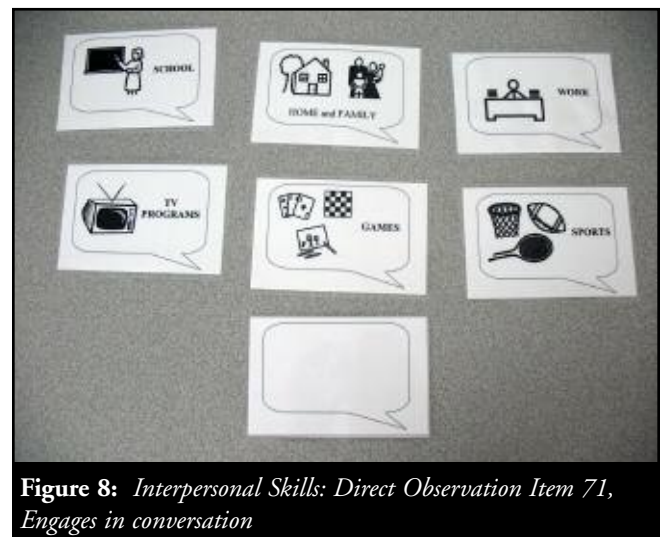 SCHOOL
HOME and FAMILY
WORK
TV
PROGRAMS
GAMES
SPORTS
Figure 8: Interpersonal Skills: Direct Observation Item 71,
Engages in conversation